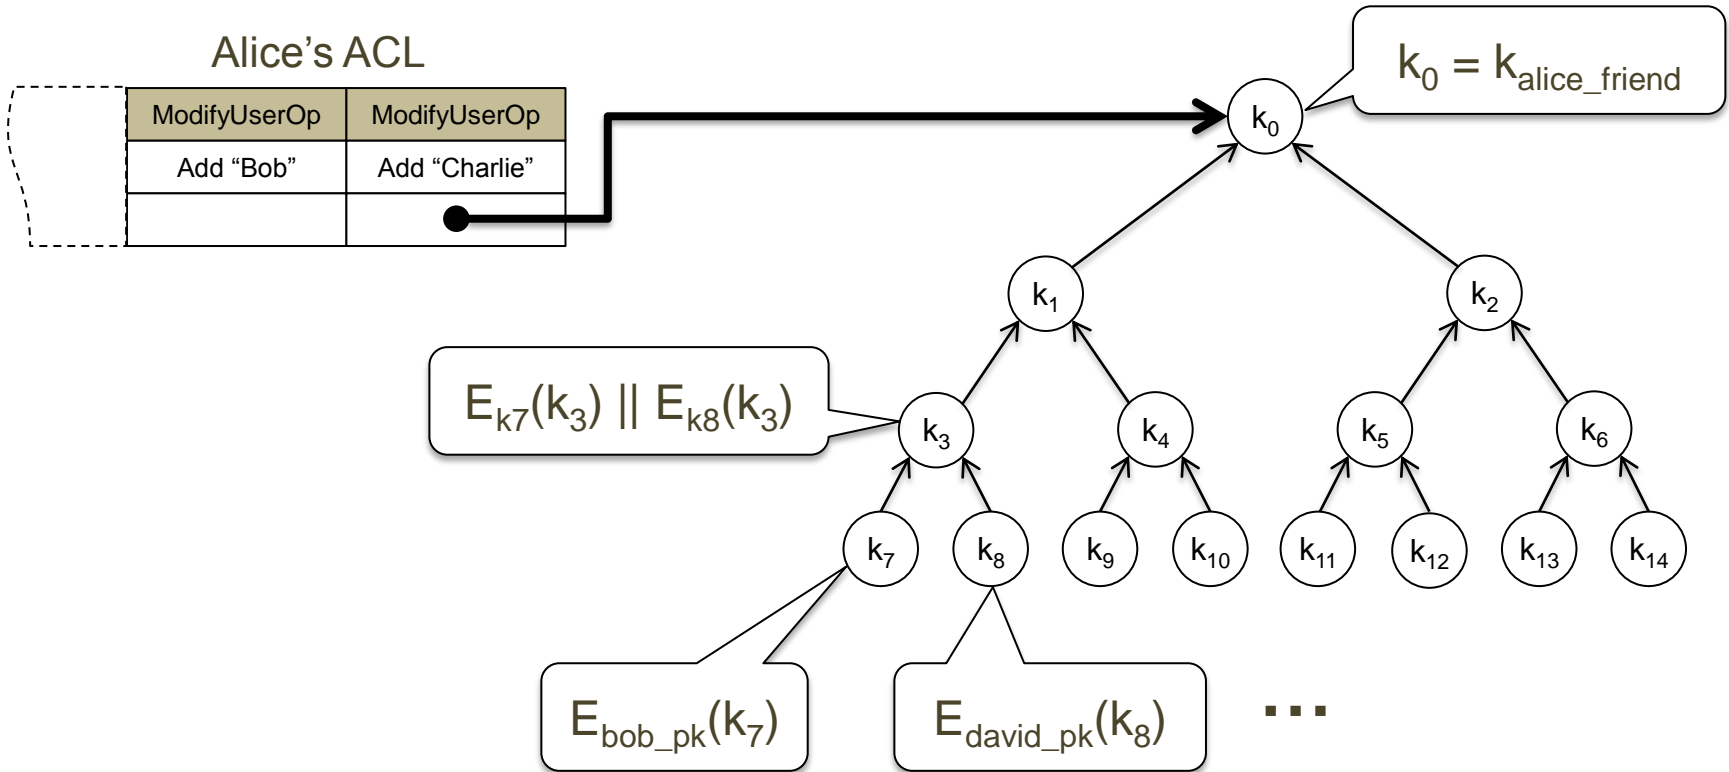 Alice’s ACL
ModifyUserOp ModifyUserOp
Add “Bob” Add “Charlie”
k0 = kalice_friend
k0
k1 k2
Ek7(k3) || Ek8(k3)
k3 k4 k5 k6
k7 k8 k9 k10 k11 k12 k13 k14
Ebob_pk(k7) Edavid_pk(k8) ...